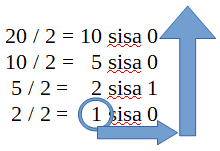 20 / 2 = 10 sisa 0
10 / 2 = 5 sisa 0
5 / 2 = 2 sisa 1
2 / 2 = 1 sisa 0